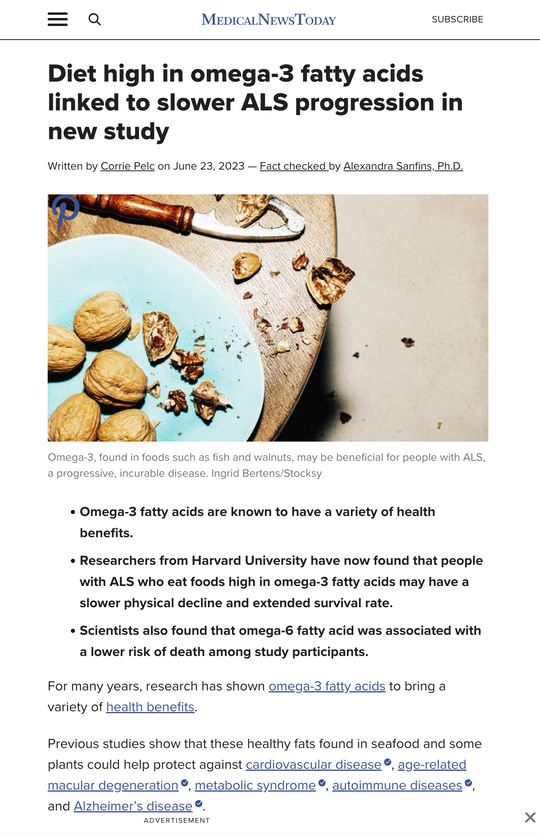 MEDICALNEWSTODAY
SUBSCRIBE
Diet high in omega-3 fatty acids
linked to slower ALS progression in
new study
Written by Corrie Pelc on June 23, 2023 — Fact checked by Alexandra Sanfins, Ph.D.
Omega-3, found in foods such as fish and walnuts, may be beneficial for people with ALS,
a progressive, incurable disease. Ingrid Bertens/Stocksy
• Omega-3 fatty acids are known to have a variety of health
benefits.
• Researchers from Harvard University have now found that people
with ALS who eat foods high in omega-3 fatty acids may have a
slower physical decline and extended survival rate.
• Scientists also found that omega-6 fatty acid was associated with
a lower risk of death among study participants.
For many years, research has shown omega-3 fatty acids to bring a
variety of health benefits.
Previous studies show that these healthy fats found in seafood and some
plants could help protect against cardiovascular disease, age-related
macular degeneration, metabolic syndrome, autoimmune diseases,
and Alzheimer's disease.
ADVERTISEMENT